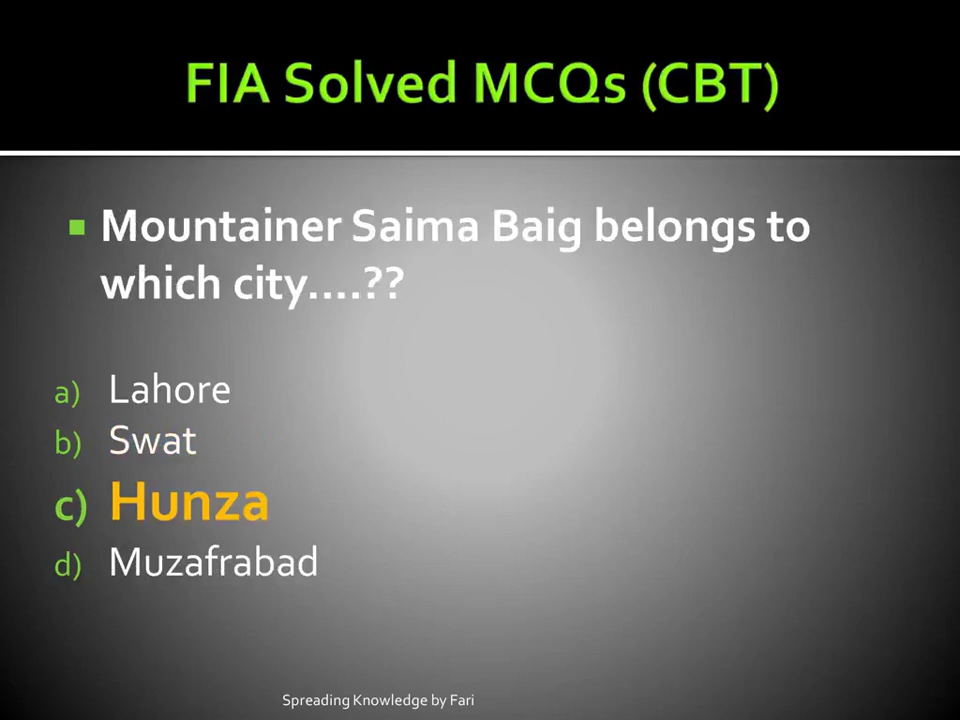 FIA Solved MCQs (CBT)
▪ Mountainer Saima Baig belongs to
which city....??
a) Lahore
b) Swat
c) Hunza
d) Muzafrabad
Spreading Knowledge by Fari